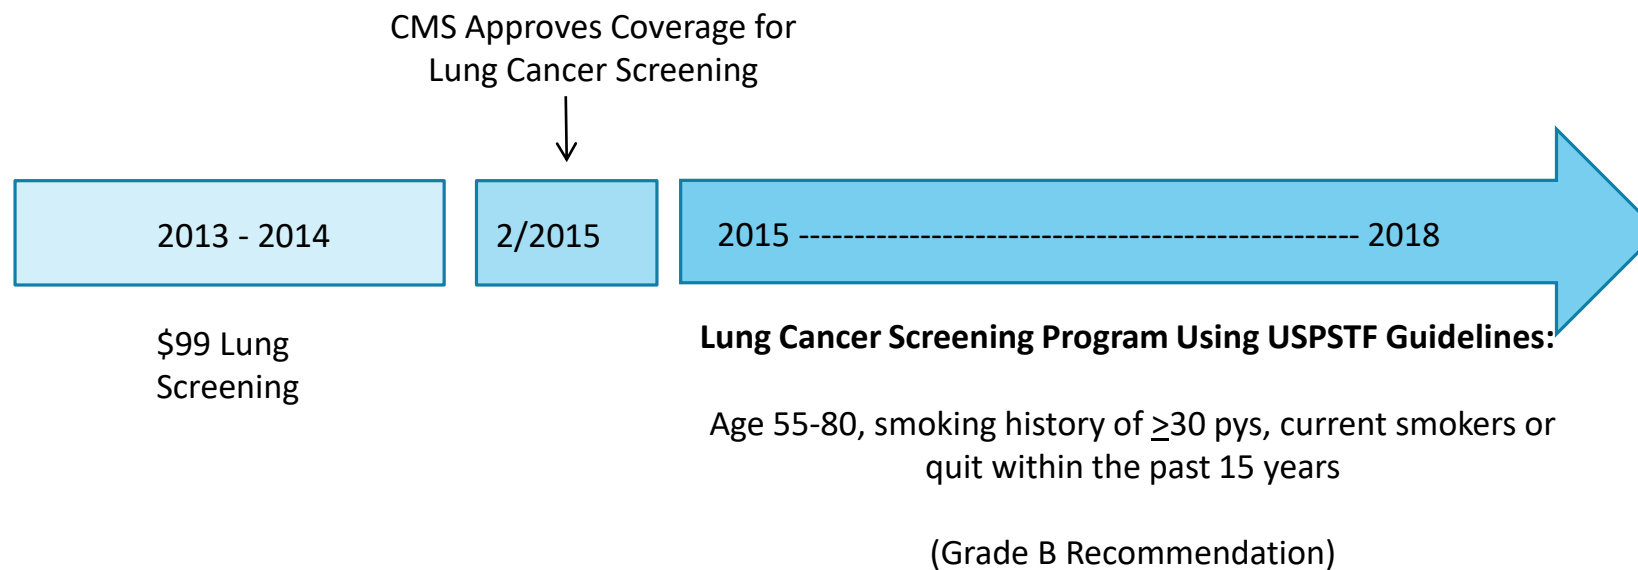 CMS Approves Coverage for
Lung Cancer Screening
2013 - 2014
2/2015
2015 --------------------------------------------------- 2018
$99 Lung
Screening
Lung Cancer Screening Program Using USPSTF Guidelines:
Age 55-80, smoking history of ≥30 pys, current smokers or
quit within the past 15 years
(Grade B Recommendation)